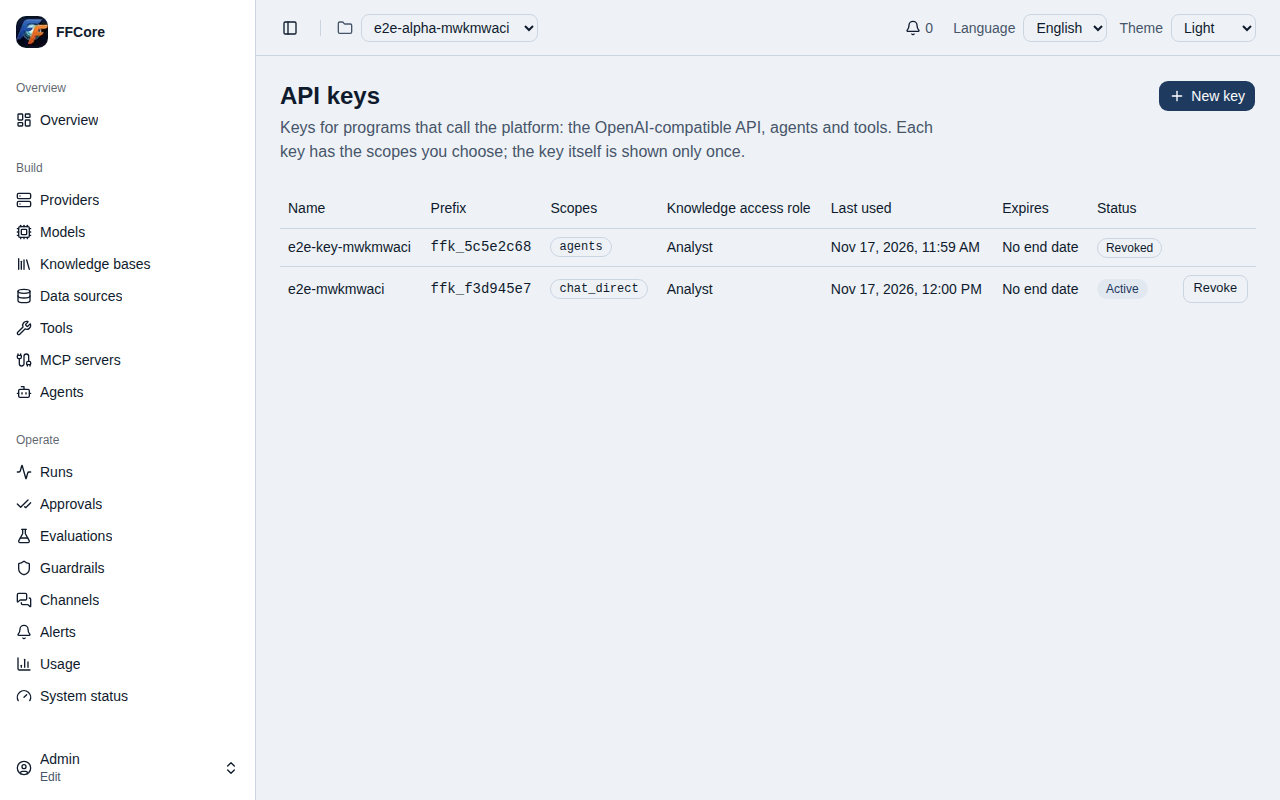 FFCore
Overview
Overview
Build
Providers
Models
Knowledge bases
Data sources
Tools
MCP servers
Agents
Operate
Runs
Approvals
Evaluations
Guardrails
Channels
Alerts
Usage
System status
Admin
Edit
e2e-alpha-mwkmwaci
0 Language English Theme Light
API keys
New key
Keys for programs that call the platform: the OpenAI-compatible API, agents and tools. Each
key has the scopes you choose; the key itself is shown only once.
Name Prefix Scopes Knowledge access role Last used Expires Status
e2e-key-mwkmwaci ffk_5c5e2c68 agents Analyst Nov 17, 2026, 11:59 AM No end date Revoked
e2e-mwkmwaci ffk_f3d945e7 chat_direct Analyst Nov 17, 2026, 12:00 PM No end date Active Revoke